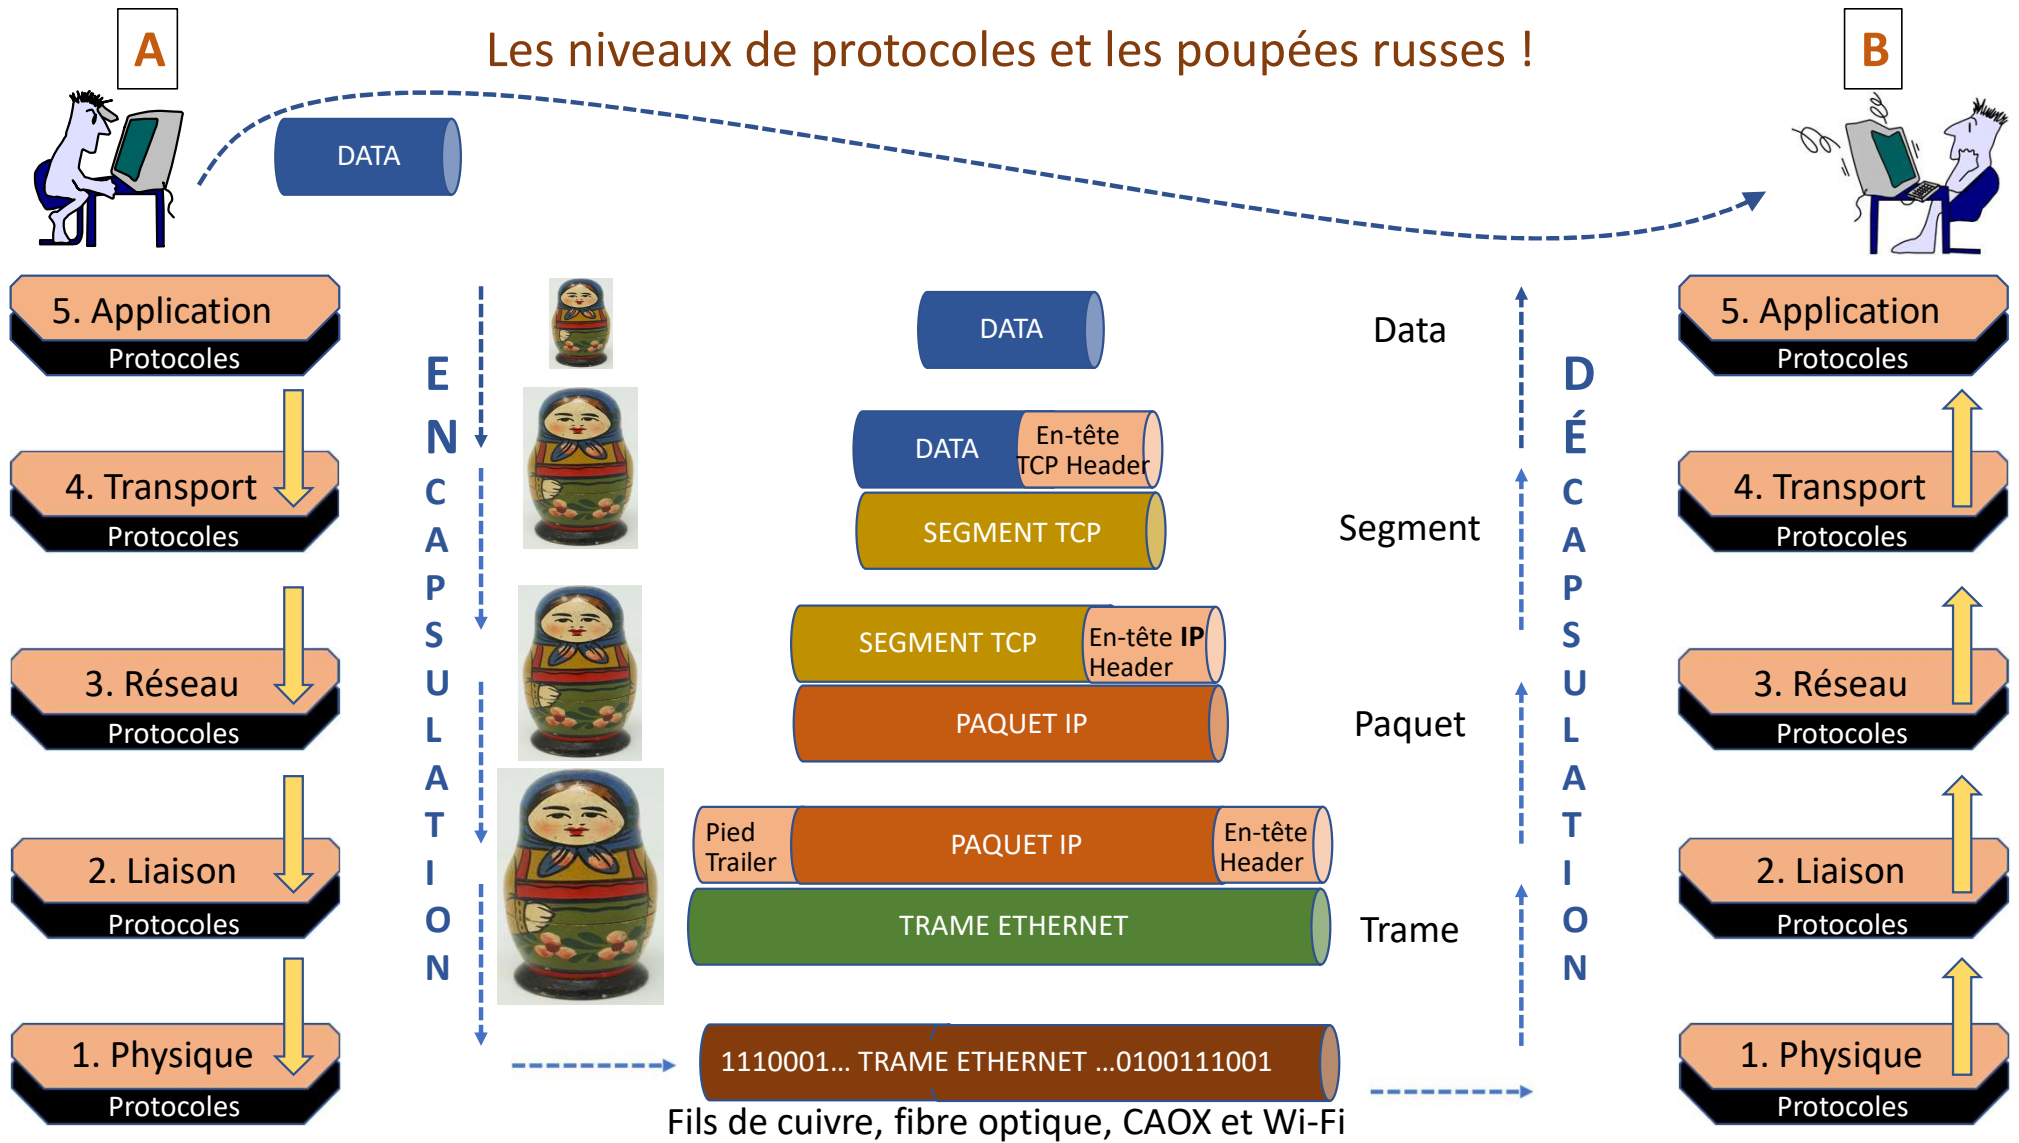 A
Les niveaux de protocoles et les poupées russes !
B
DATA
5. Application
Protocoles
4. Transport
Protocoles
3. Réseau
Protocoles
2. Liaison
Protocoles
1. Physique
Protocoles
ENCAPSULATION
DATA
Data
DATA
En-tête
TCP Header
SEGMENT TCP
Segment
SEGMENT TCP
En-tête IP
Header
PAQUET IP
Paquet
Pied
Trailer
PAQUET IP
En-tête
Header
TRAME ETHERNET
Trame
1110001... TRAME ETHERNET ...0100111001
Fils de cuivre, fibre optique, CAOX et Wi-Fi
DÉCAPSULATION
5. Application
Protocoles
4. Transport
Protocoles
3. Réseau
Protocoles
2. Liaison
Protocoles
1. Physique
Protocoles